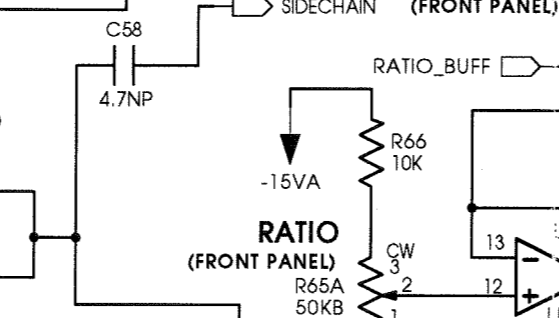 SIDECHAIN
(FRONT PANEL)
C58
4.7NP
RATIO_BUFF
R66
10K
-15VA
RATIO
(FRONT PANEL)
CW
3
R65A
2
50KB
1
13
12